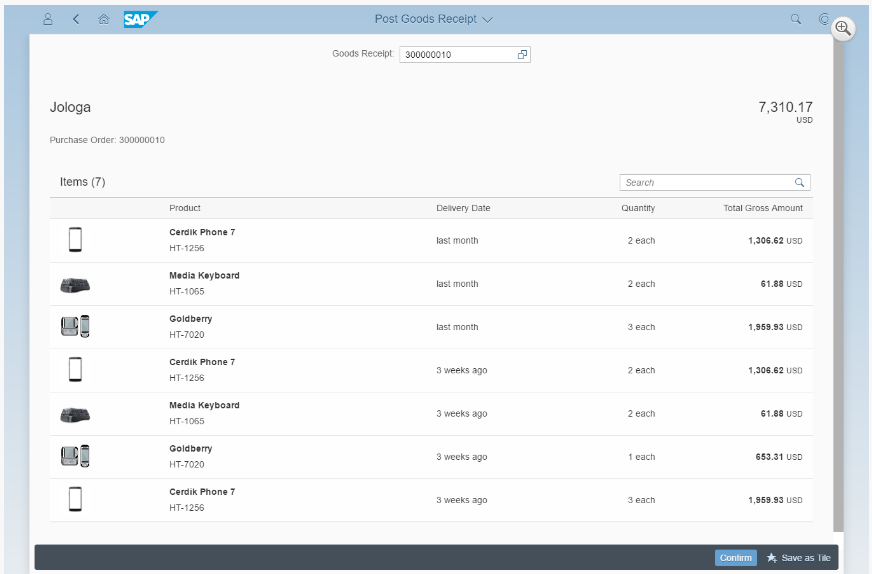 SAP
Post Goods Receipt
Goods Receipt: 300000010
Jologa
7,310.17
USD
Purchase Order: 300000010
Items (7)
Search
Product Delivery Date Quantity Total Gross Amount
Cerdik Phone 7
HT-1256
last month 2 each 1,306.62 USD
Media Keyboard
HT-1065
last month 2 each 61.88 USD
Goldberry
HT-7020
last month 3 each 1,959.93 USD
Cerdik Phone 7
HT-1256
3 weeks ago 2 each 1,306.62 USD
Media Keyboard
HT-1065
3 weeks ago 2 each 61.88 USD
Goldberry
HT-7020
3 weeks ago 1 each 653.31 USD
Cerdik Phone 7
HT-1256
3 weeks ago 3 each 1,959.93 USD
Confirm Save as Tile